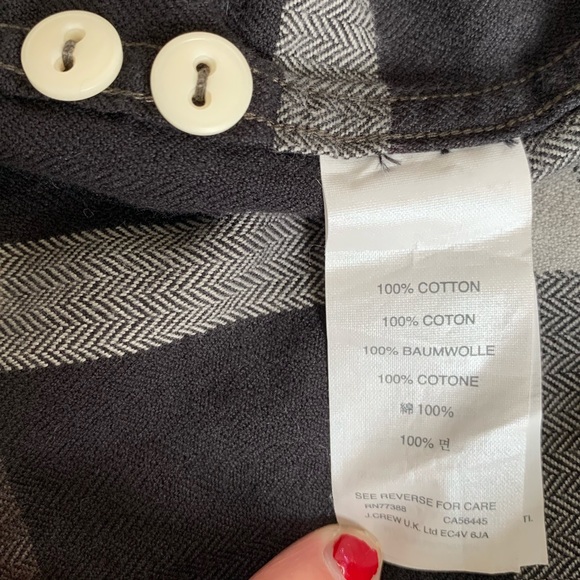 100% COTTON
100% COTON
100% BAUMWOLLE
100% COTONE
綿 100%
100% 면
SEE REVERSE FOR CARE
RN77388 CA56445
J.CREW U.K. Ltd EC4V 6JA